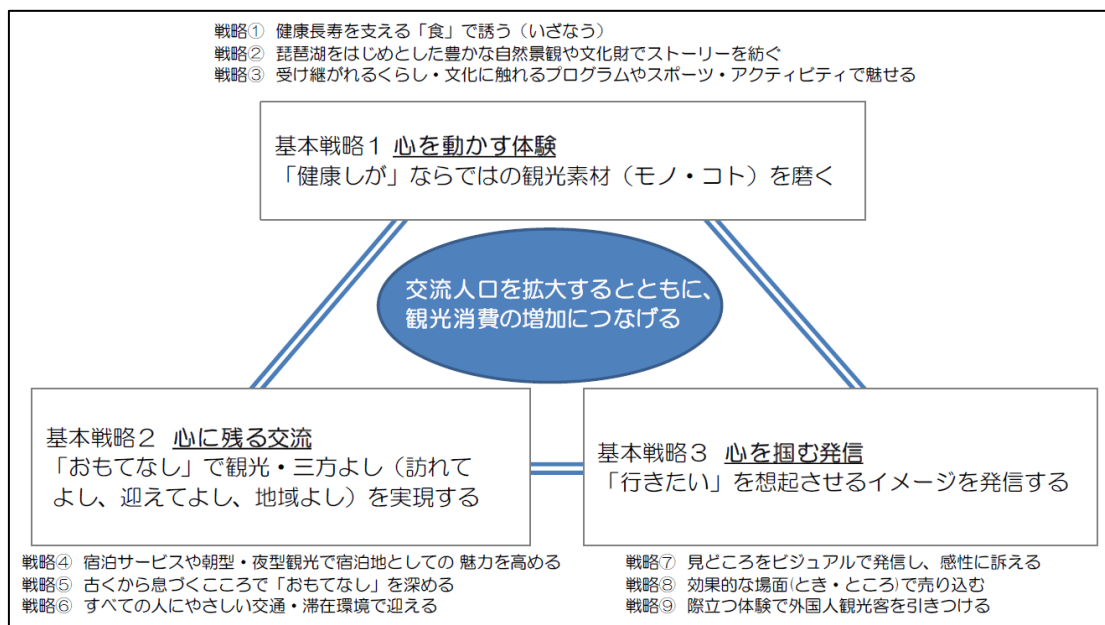 戦略① 健康長寿を支える「食」で誘う（いざなう）
戦略② 琵琶湖をはじめとした豊かな自然景観や文化財でストーリーを紡ぐ
戦略③ 受け継がれるくらし・文化に触れるプログラムやスポーツ・アクティビティで魅せる
基本戦略１ 心を動かす体験
「健康しが」ならではの観光素材（モノ・コト）を磨く
交流人口を拡大するとともに、
観光消費の増加につなげる
基本戦略２ 心に残る交流
「おもてなし」で観光・三方よし（訪れて
よし、迎えてよし、地域よし）を実現する
基本戦略３ 心を掴む発信
「行きたい」を想起させるイメージを発信する
戦略④ 宿泊サービスや朝型・夜型観光で宿泊地としての 魅力を高める
戦略⑤ 古くから息づくこころで「おもてなし」を深める
戦略⑥ すべての人にやさしい交通・滞在環境で迎える
戦略⑦ 見どころをビジュアルで発信し、感性に訴える
戦略⑧ 効果的な場面(とき・ところ)で売り込む
戦略⑨ 際立つ体験で外国人観光客を引きつける